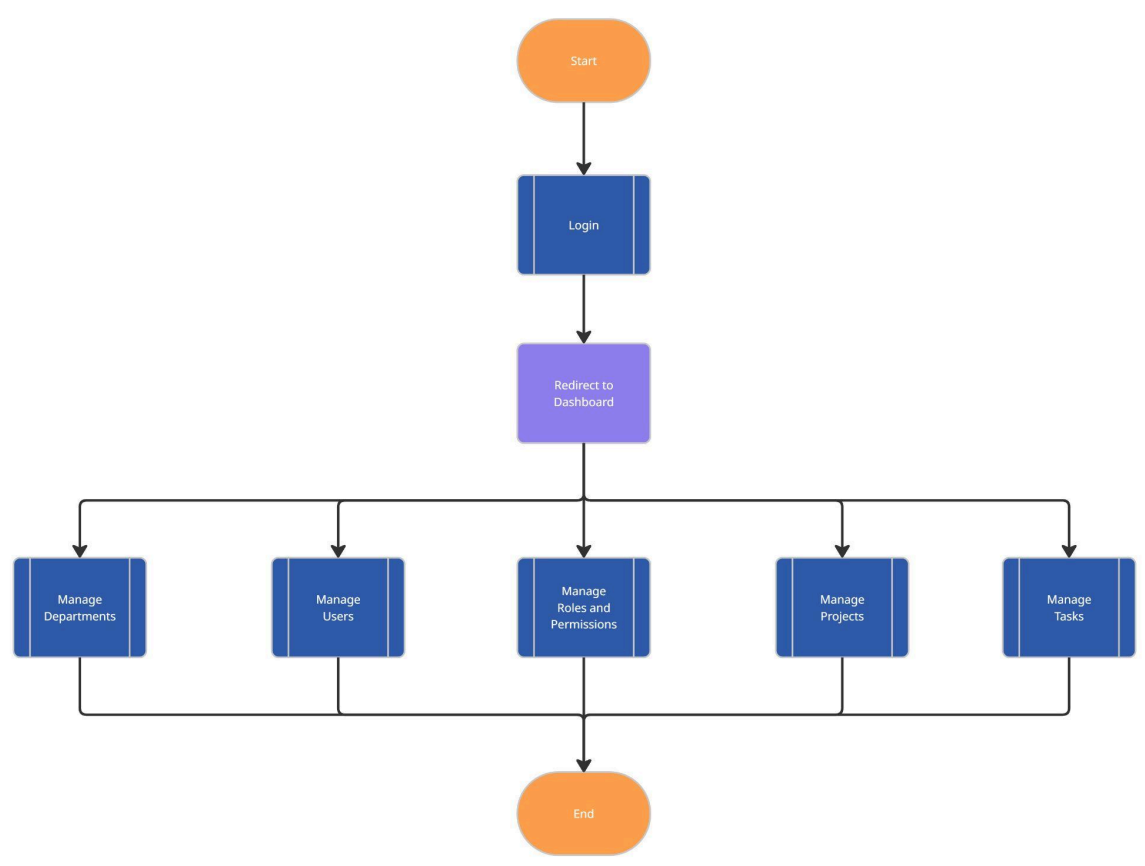 Start
Login
Redirect to
Dashboard
Manage
Departments
Manage
Users
Manage
Roles and
Permissions
Manage
Projects
Manage
Tasks
End